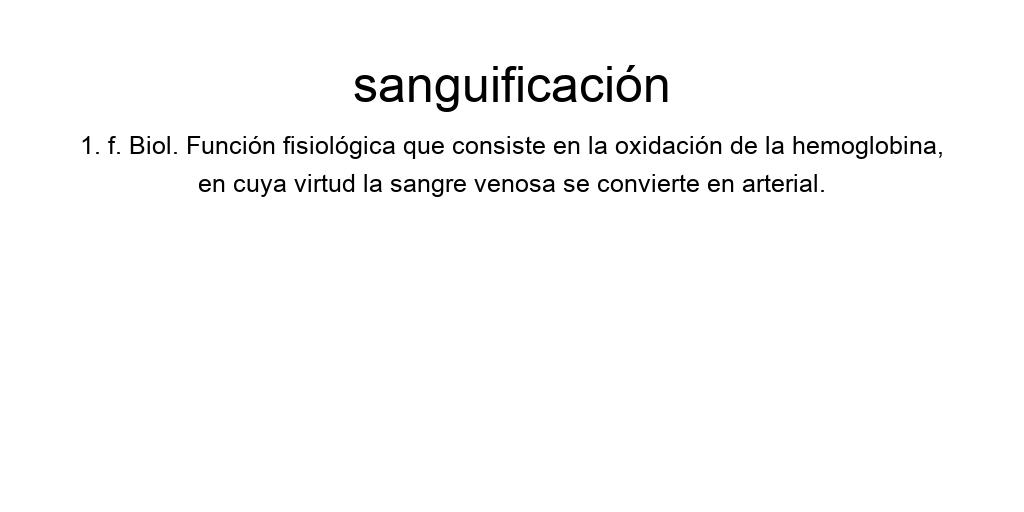 sanguificación
1. f. Biol. Función fisiológica que consiste en la oxidación de la hemoglobina,
en cuya virtud la sangre venosa se convierte en arterial.